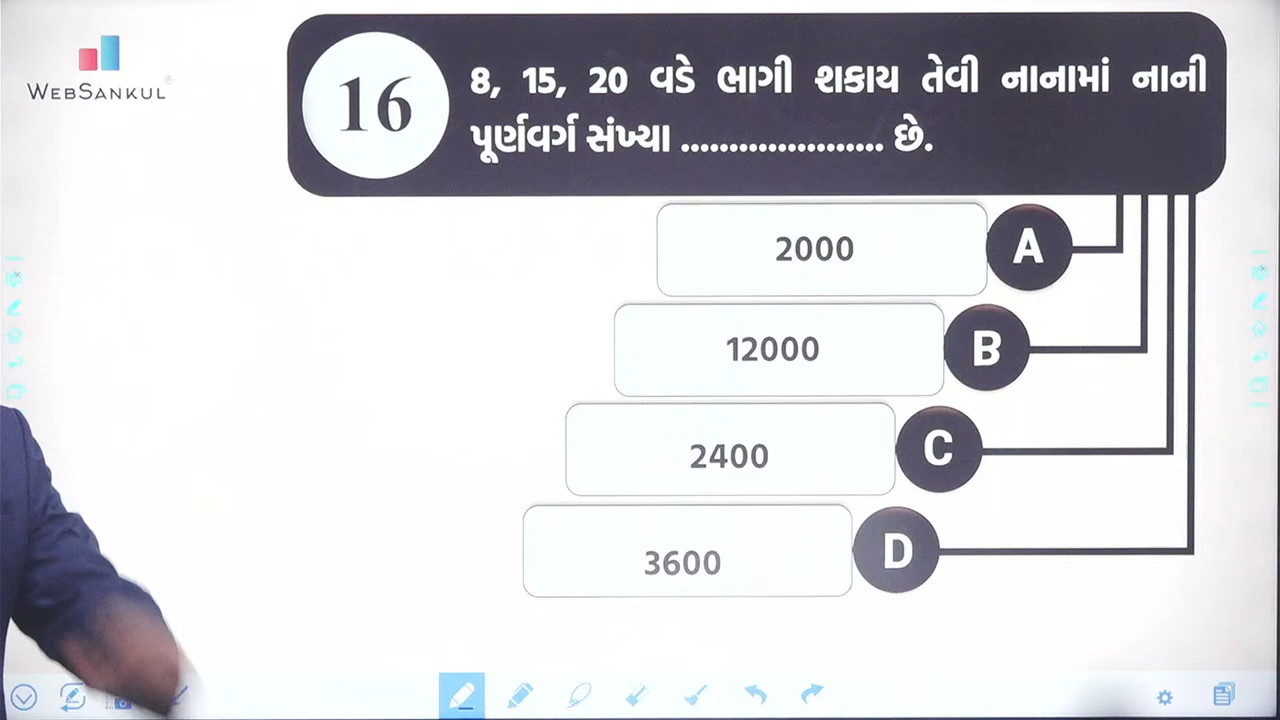 WEBSANKUL®
16
8, 15, 20 વડે ભાગી શકાય તેવી નાનામાં નાની
પૂર્ણવર્ગ સંખ્યા ..................... છે.
2000 A
12000 B
2400 C
3600 D